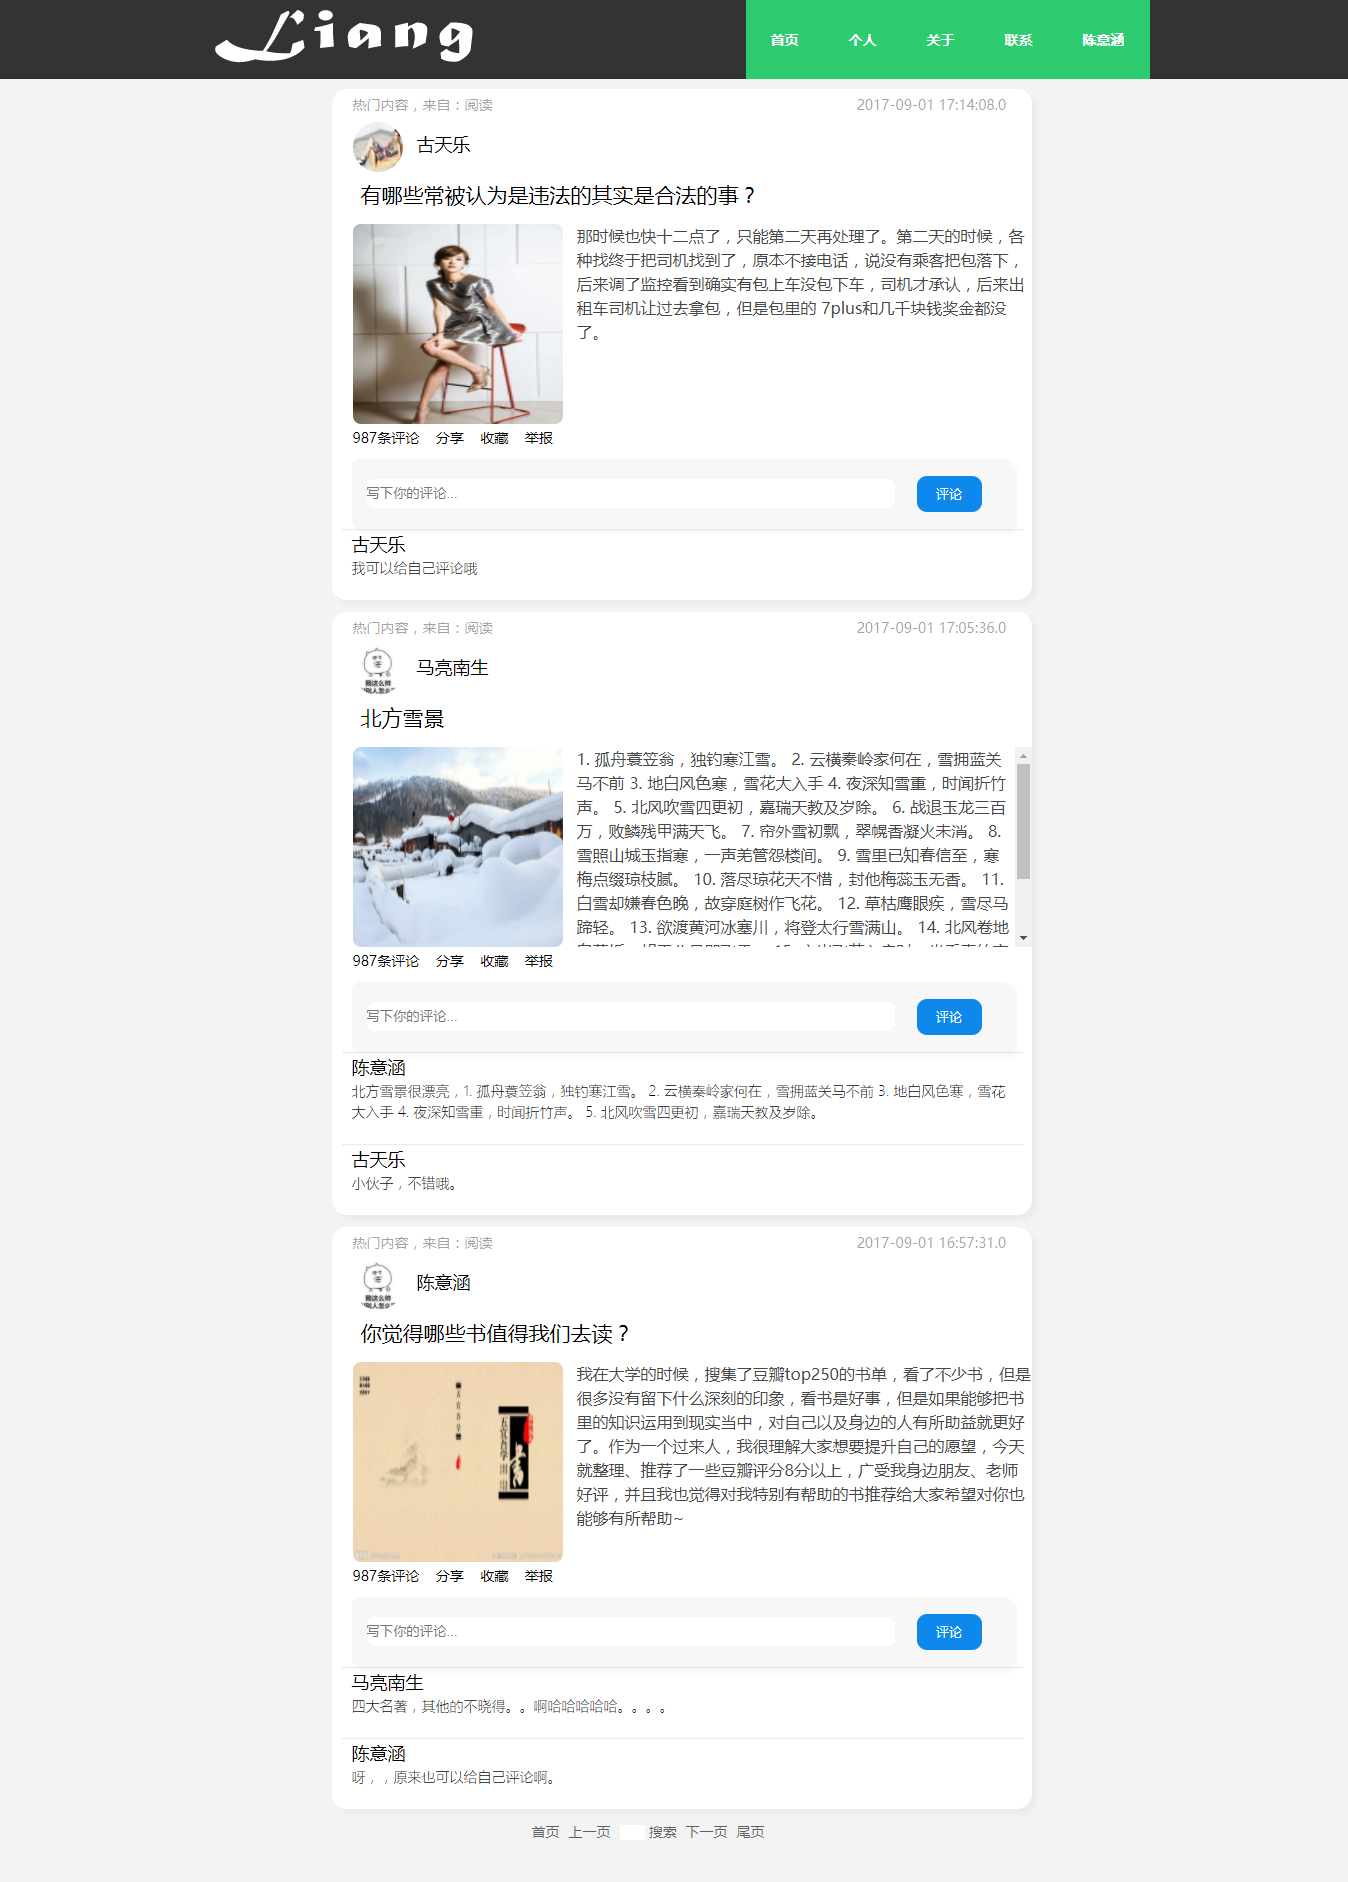 Liang
首页 个人 关于 联系 陈意涵
热门内容，来自：阅读 2017-09-01 17:14:08.0
古天乐
有哪些常被认为是违法的其实是合法的事？
那时候也快十二点了，只能第二天再处理了。第二天的时候，各
种找终于把司机找到了，原本不接电话，说没有乘客把包落下，
后来调了监控看到确实有包上车没包下车，司机才承认，后来出
租车司机让过去拿包，但是包里的 7plus和几千块钱奖金都没
了。
987条评论 分享 收藏 举报
写下你的评论... 评论
古天乐
我可以给自己评论哦
热门内容，来自：阅读 2017-09-01 17:05:36.0
马亮南生
北方雪景
1. 孤舟蓑笠翁，独钓寒江雪。 2. 云横秦岭家何在，雪拥蓝关
马不前 3. 地白风色寒，雪花大入手 4. 夜深知雪重，时闻折竹
声。 5. 北风吹雪四更初，嘉瑞天教及岁除。 6. 战退玉龙三百
万，败鳞残甲满天飞。 7. 帘外雪初飘，翠幌香凝火未消。 8.
雪照山城玉指寒，一声羌管怨楼间。 9. 雪里已知春信至，寒
梅点缀琼枝腻。 10. 落尽琼花天不惜，封他梅蕊玉无香。 11.
白雪却嫌春色晚，故穿庭树作飞花。 12. 草枯鹰眼疾，雪尽马
蹄轻。 13. 欲渡黄河冰塞川，将登太行雪满山。 14. 北风卷地
987条评论 分享 收藏 举报
写下你的评论... 评论
陈意涵
北方雪景很漂亮，1. 孤舟蓑笠翁，独钓寒江雪。 2. 云横秦岭家何在，雪拥蓝关马不前 3. 地白风色寒，雪花
大入手 4. 夜深知雪重，时闻折竹声。 5. 北风吹雪四更初，嘉瑞天教及岁除。
古天乐
小伙子，不错哦。
热门内容，来自：阅读 2017-09-01 16:57:31.0
陈意涵
你觉得哪些书值得我们去读？
我在大学的时候，搜集了豆瓣top250的书单，看了不少书，但是
很多没有留下什么深刻的印象，看书是好事，但是如果能够把书
里的知识运用到现实当中，对自己以及身边的人有所助益就更好
了。作为一个过来人，我很理解大家想要提升自己的愿望，今天
就整理、推荐了一些豆瓣评分8分以上，广受我身边朋友、老师
好评，并且我也觉得对我特别有帮助的书推荐给大家希望对你也
能够有所帮助~
987条评论 分享 收藏 举报
写下你的评论... 评论
马亮南生
四大名著，其他的不晓得。。啊哈哈哈哈哈。。。。
陈意涵
呀，，原来也可以给自己评论啊。
首页 上一页 搜索 下一页 尾页